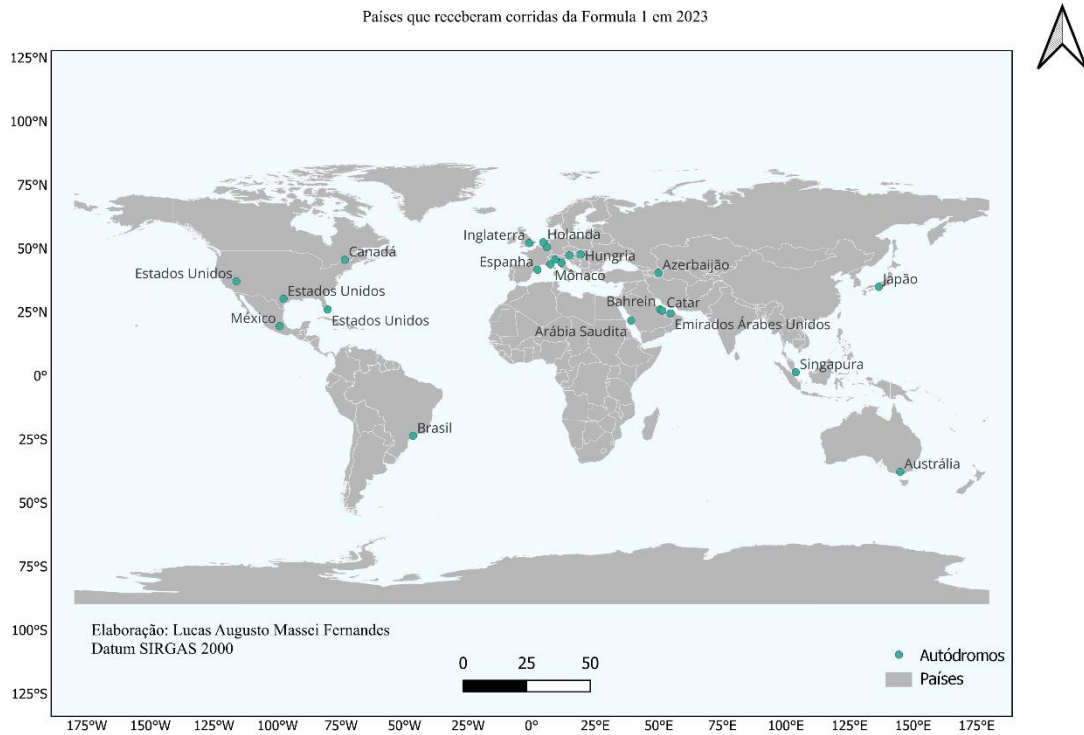 Países que receberam corridas da Formula 1 em 2023
125°N
100°N
75°N
50°N
25°N
0°
25°S
50°S
75°S
100°S
125°S
Inglaterra
Holanda
Canadá
Espanha
Hungria
Mônaco
Azerbaijão
Estados Unidos
Estados Unidos
Japão
México
Estados Unidos
Bahrein
Catar
Arábia Saudita
Emirados Árabes Unidos
Singapura
Brasil
Austrália
Elaboração: Lucas Augusto Massei Fernandes
Datum SIRGAS 2000
0 25 50
Autódromos
Países
175°W 150°W 125°W 100°W 75°W 50°W 25°W 0° 25°E 50°E 75°E 100°E 125°E 150°E 175°E